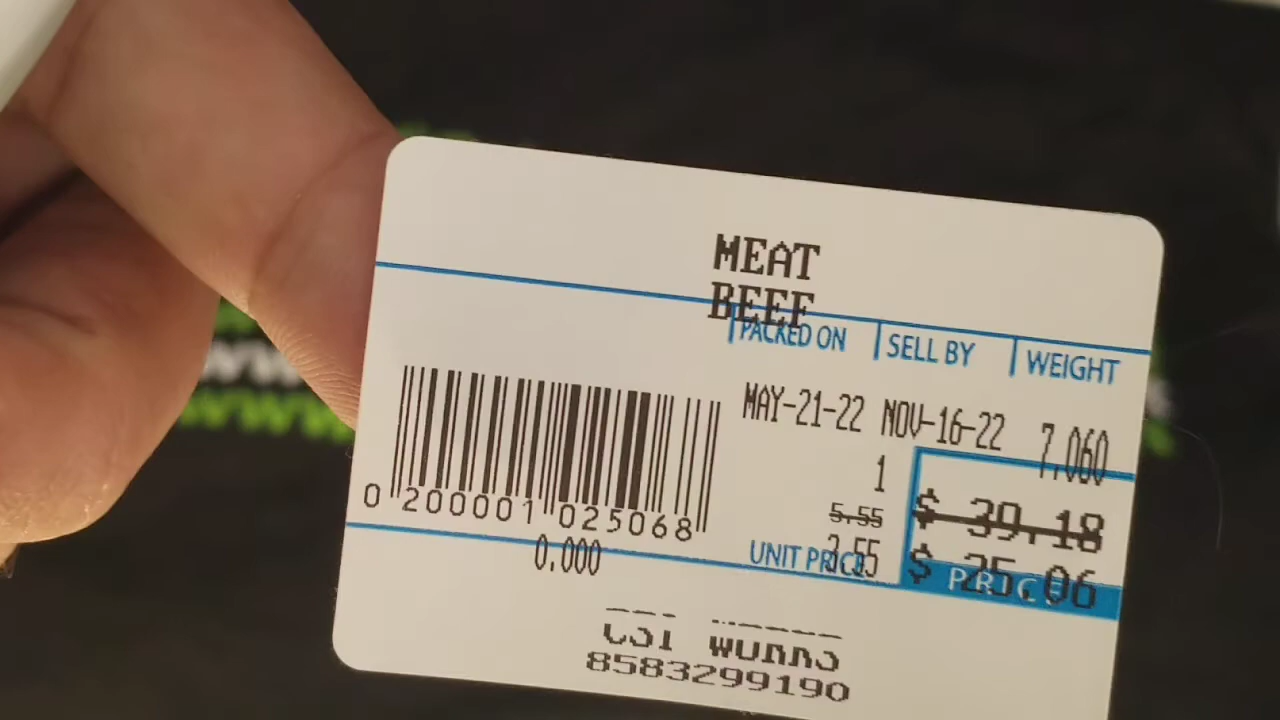 MEAT
BEEF
PACKED ON SELL BY WEIGHT
MAY-21-22 NOV-16-22 7.060
1
5.55 $ 39.18
UNIT PRICE 3.55 $ 25.06
PRICE
0 200001 025068
0.000
8583299190